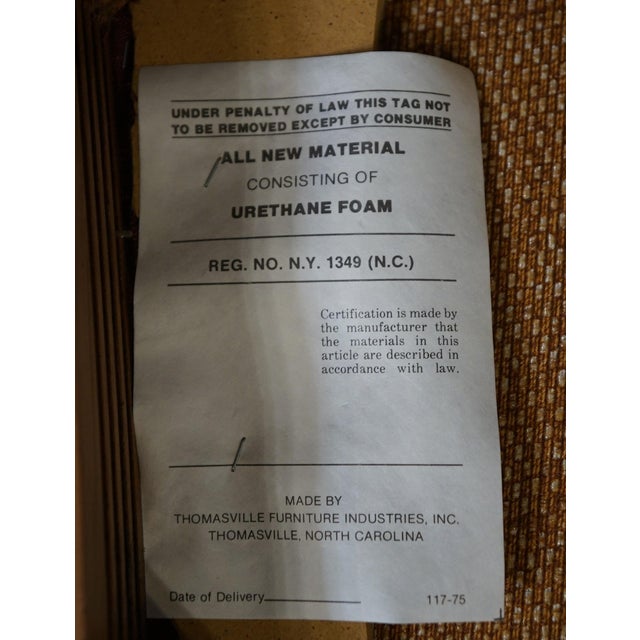 UNDER PENALTY OF LAW THIS TAG NOT
TO BE REMOVED EXCEPT BY CONSUMER
ALL NEW MATERIAL
CONSISTING OF
URETHANE FOAM
REG. NO. N.Y. 1349 (N.C.)
Certification is made by
the manufacturer that
the materials in this
article are described in
accordance with law.
MADE BY
THOMASVILLE FURNITURE INDUSTRIES, INC.
THOMASVILLE, NORTH CAROLINA
Date of Delivery
117-75